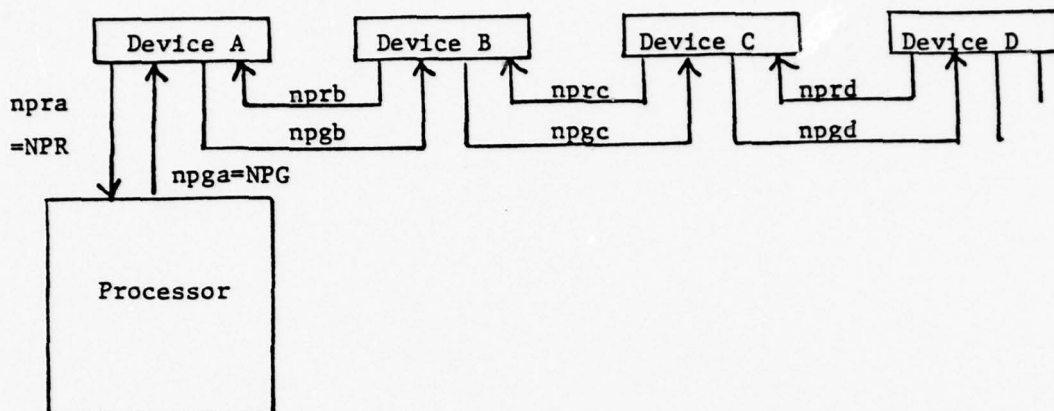 Device A
Device B
Device C
Device D
npra
=NPR
nprb
nprc
nprd
npgb
npgc
npgd
npga=NPG
Processor